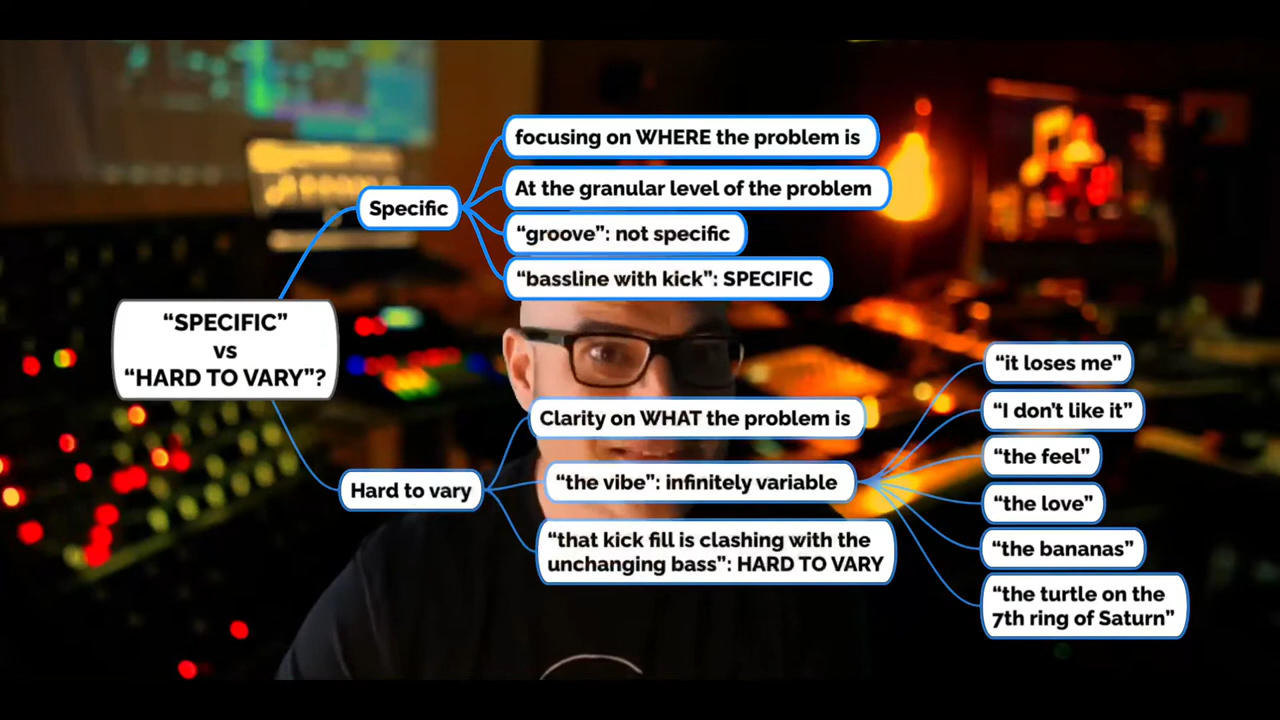 “SPECIFIC”
vs
“HARD TO VARY”?
Specific
focusing on WHERE the problem is
At the granular level of the problem
“groove”: not specific
“bassline with kick”: SPECIFIC
Hard to vary
Clarity on WHAT the problem is
“the vibe”: infinitely variable
“it loses me”
“I don’t like it”
“the feel”
“the love”
“the bananas”
“the turtle on the
7th ring of Saturn”
“that kick fill is clashing with the
unchanging bass”: HARD TO VARY